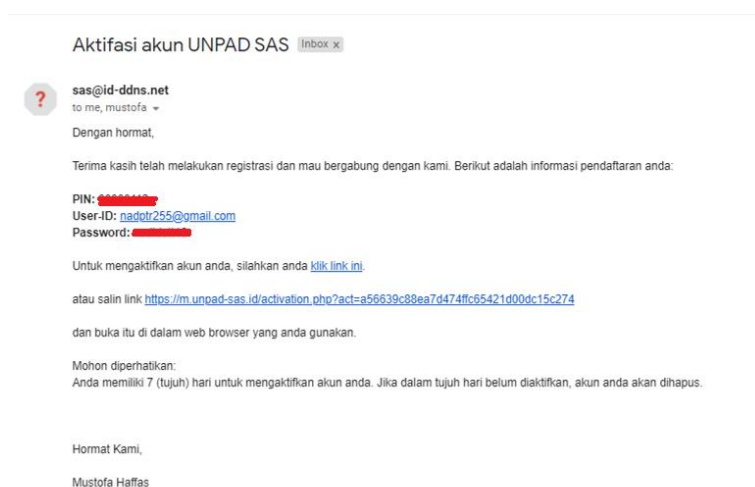 Aktifasi akun UNPAD SAS Inbox x
?
sas@id-ddns.net
to me, mustofa
Dengan hormat,
Terima kasih telah melakukan registrasi dan mau bergabung dengan kami. Berikut adalah informasi pendaftaran anda:
PIN:
User-ID: nadptr255@gmail.com
Password:
Untuk mengaktifkan akun anda, silahkan anda klik link ini.
atau salin link https://m.unpad-sas.id/activation.php?act=a56639c88ea7d474ffc65421d00dc15c274
dan buka itu di dalam web browser yang anda gunakan.
Mohon diperhatikan:
Anda memiliki 7 (tujuh) hari untuk mengaktifkan akun anda. Jika dalam tujuh hari belum diaktifkan, akun anda akan dihapus.
Hormat Kami,
Mustofa Haffas